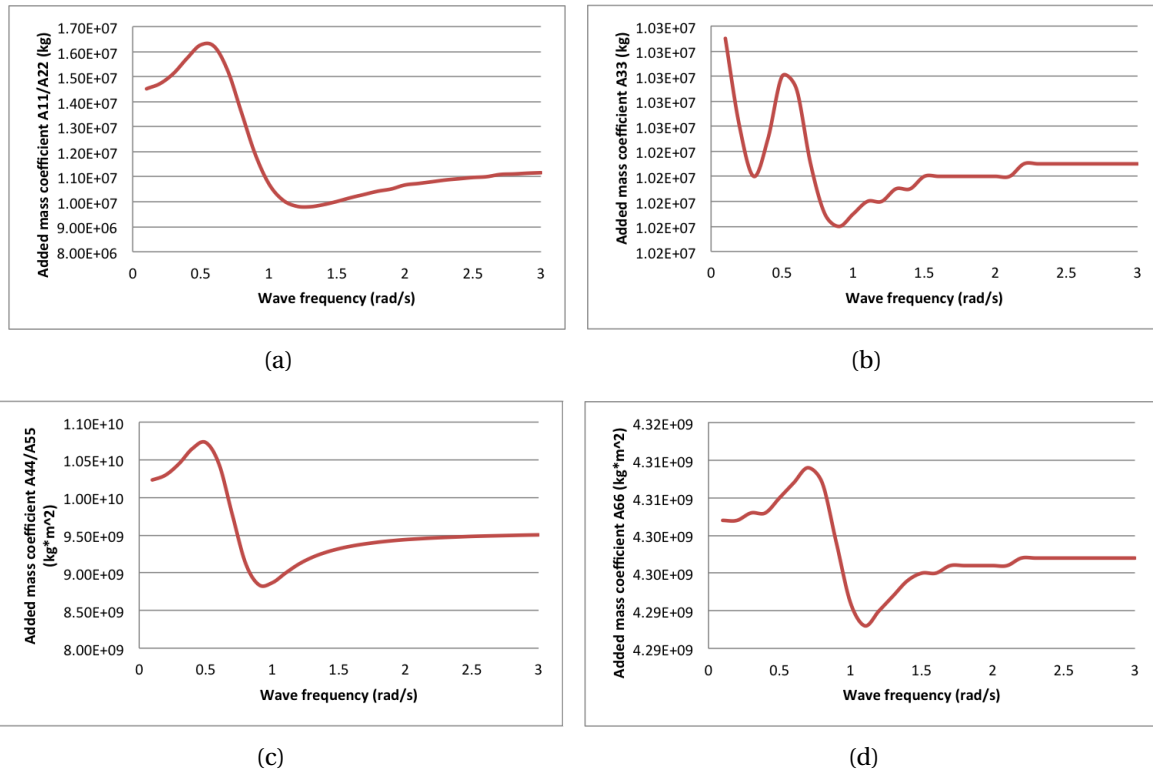 Added mass coefficient A11/A22 (kg)
1.70E+07
1.60E+07
1.50E+07
1.40E+07
1.30E+07
1.20E+07
1.10E+07
1.00E+07
9.00E+06
8.00E+06
0 0.5 1 1.5 2 2.5 3
Wave frequency (rad/s)
(a)
Added mass coefficient A33 (kg)
1.03E+07
1.03E+07
1.03E+07
1.03E+07
1.03E+07
1.02E+07
1.02E+07
1.02E+07
1.02E+07
1.02E+07
0 0.5 1 1.5 2 2.5 3
Wave frequency (rad/s)
(b)
Added mass coefficient A44/A55
(kg*m^2)
1.10E+10
1.05E+10
1.00E+10
9.50E+09
9.00E+09
8.50E+09
8.00E+09
0 0.5 1 1.5 2 2.5 3
Wave frequency (rad/s)
(c)
Added mass coefficient A66 (kg*m^2)
4.32E+09
4.31E+09
4.31E+09
4.30E+09
4.30E+09
4.29E+09
4.29E+09
0 0.5 1 1.5 2 2.5 3
Wave frequency (rad/s)
(d)